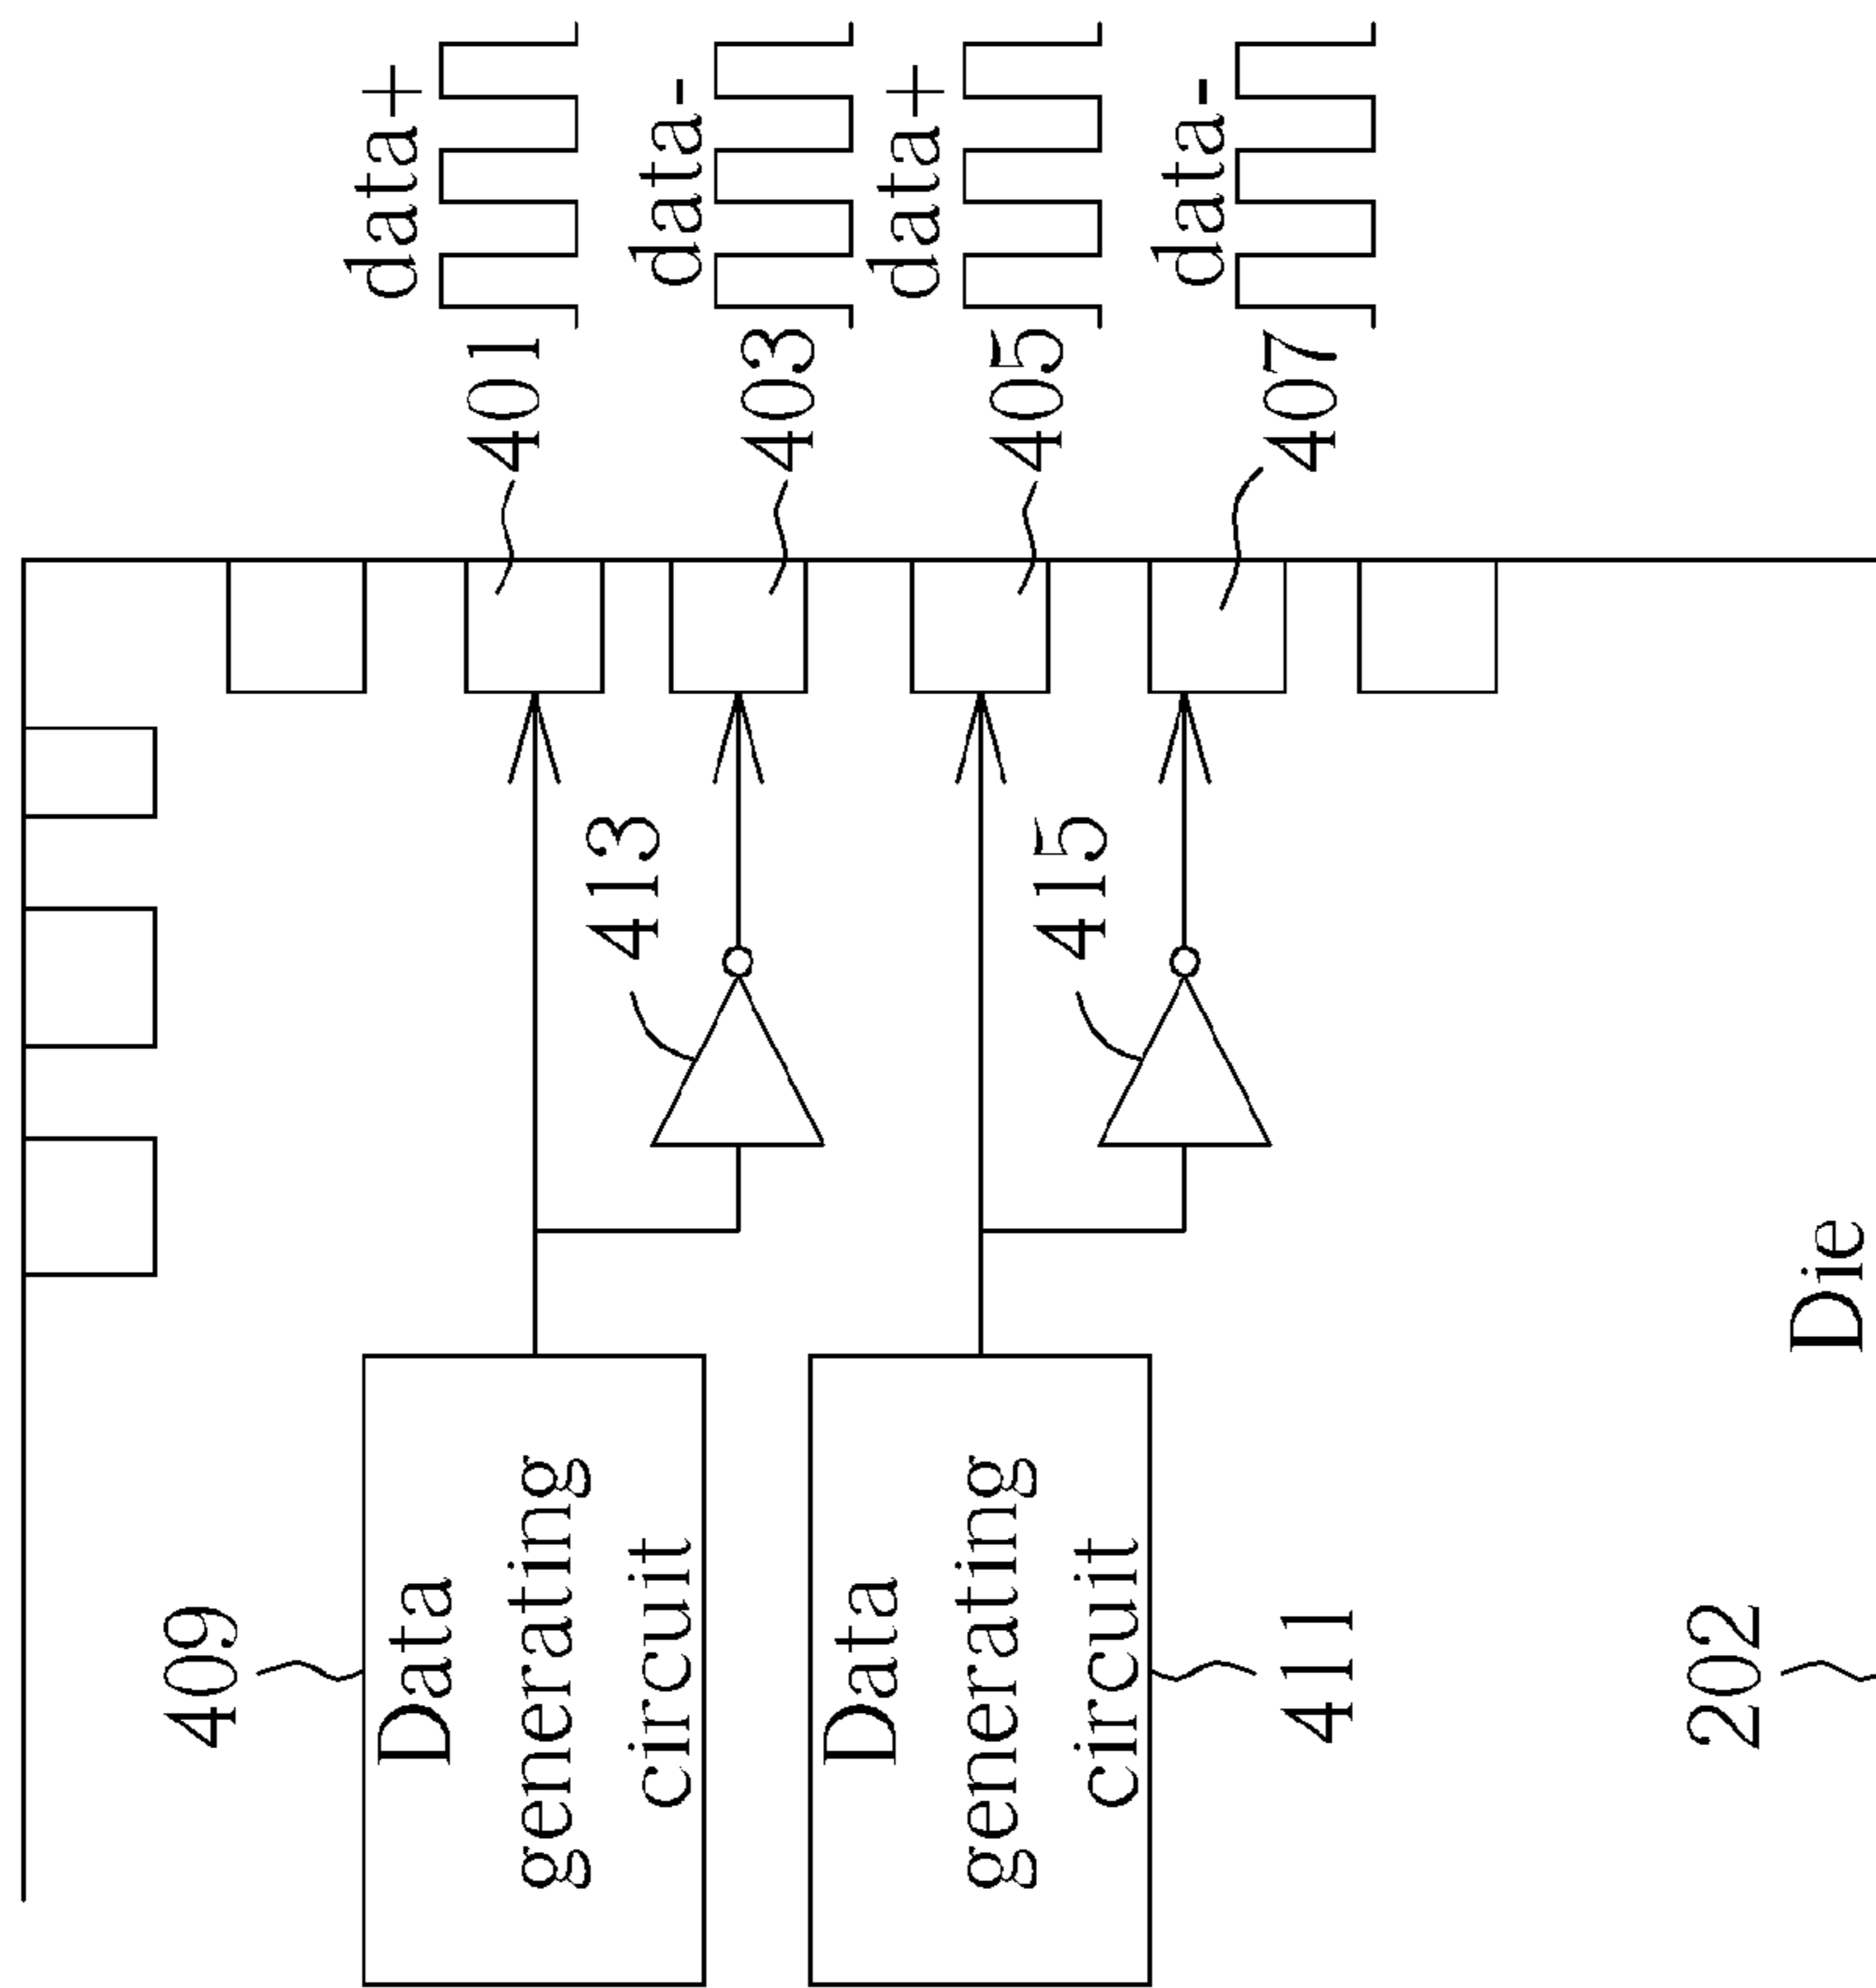 data+
401
data-
403
data+
405
data-
407
413
415
409
Data
generating
circuit
Data
generating
circuit
411
Die
202